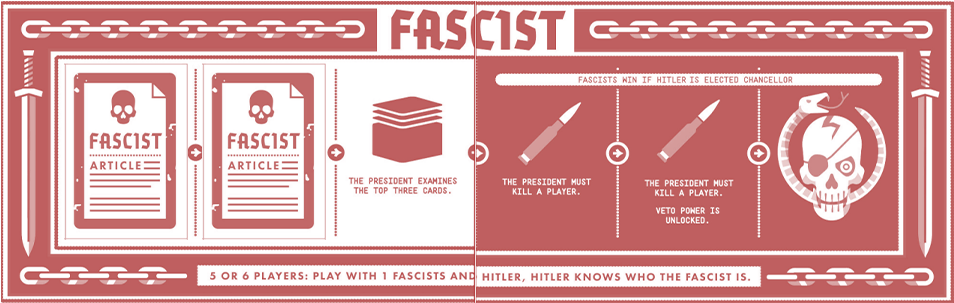 FASCIST
FASCISTS WIN IF HITLER IS ELECTED CHANCELLOR
FASCIST
ARTICLE
FASCIST
ARTICLE
THE PRESIDENT EXAMINES
THE TOP THREE CARDS.
THE PRESIDENT MUST
KILL A PLAYER.
THE PRESIDENT MUST
KILL A PLAYER.
VETO POWER IS
UNLOCKED.
5 OR 6 PLAYERS: PLAY WITH 1 FASCISTS AND HITLER, HITLER KNOWS WHO THE FASCIST IS.